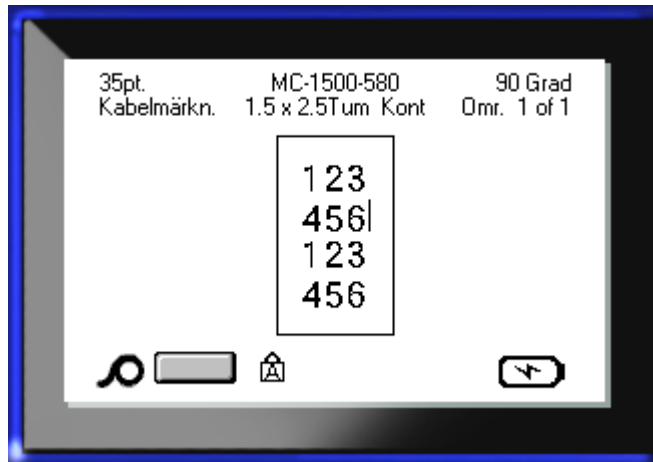 35pt. MC-1500-580 90 Grad
Kabelmärkn. 1.5 x 2.5Tum Kont Omr. 1 of 1
123
456
123
456
A